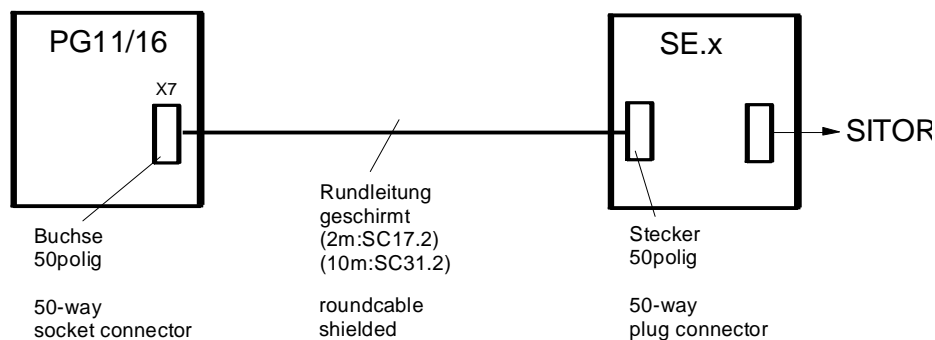 PG11/16
X7
SE.x
SITOR
Buchse
50polig
50-way
socket connector
Rundleitung
geschirmt
(2m:SC17.2)
(10m:SC31.2)
roundcable
shielded
Stecker
50polig
50-way
plug connector